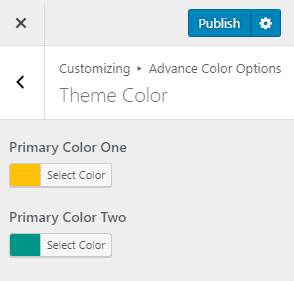 Publish
Customizing ▸ Advance Color Options
Theme Color
Primary Color One
Select Color
Primary Color Two
Select Color